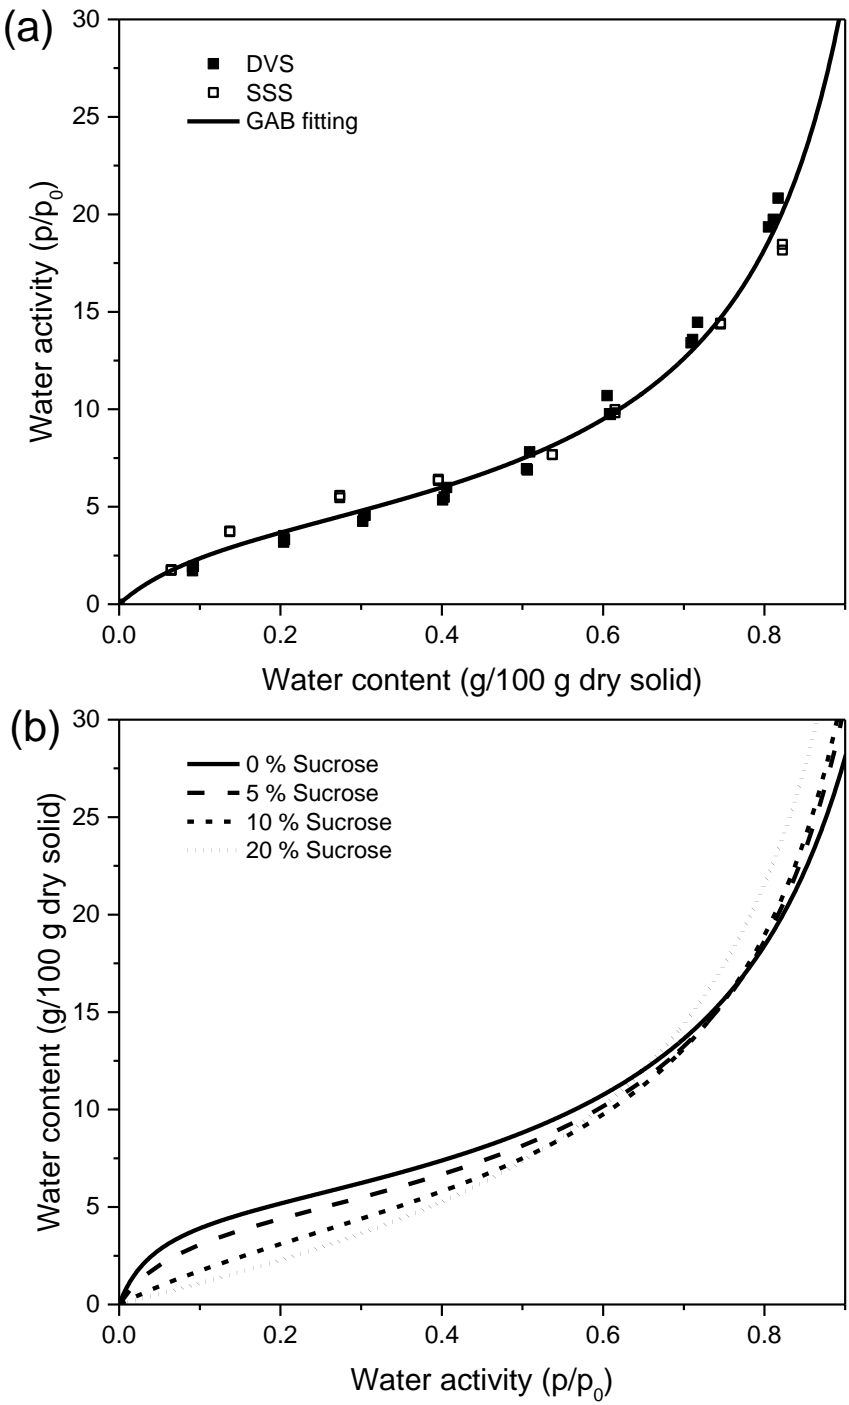 (a)
30
25
20
15
10
5
0
Water activity (p/p₀)
DVS
SSS
GAB fitting
0.0 0.2 0.4 0.6 0.8
Water content (g/100 g dry solid)
(b)
30
25
20
15
10
5
0
Water content (g/100 g dry solid)
0 % Sucrose
5 % Sucrose
10 % Sucrose
20 % Sucrose
0.0 0.2 0.4 0.6 0.8
Water activity (p/p₀)